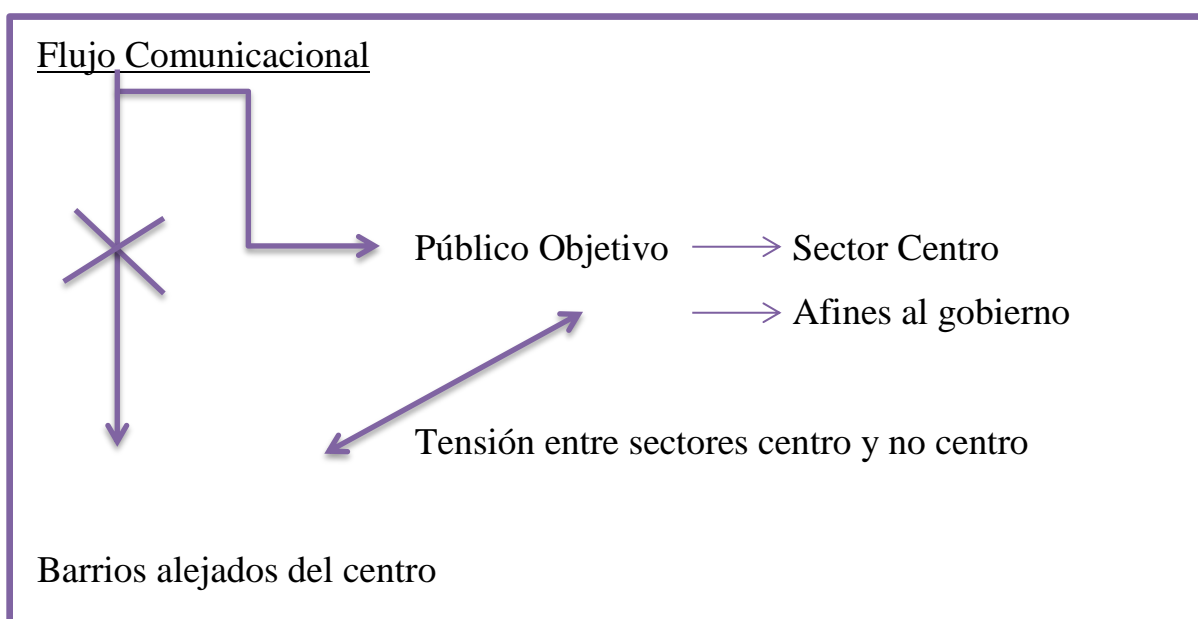 Flujo Comunicacional
Público Objetivo
Sector Centro
Afines al gobierno
Tensión entre sectores centro y no centro
Barrios alejados del centro